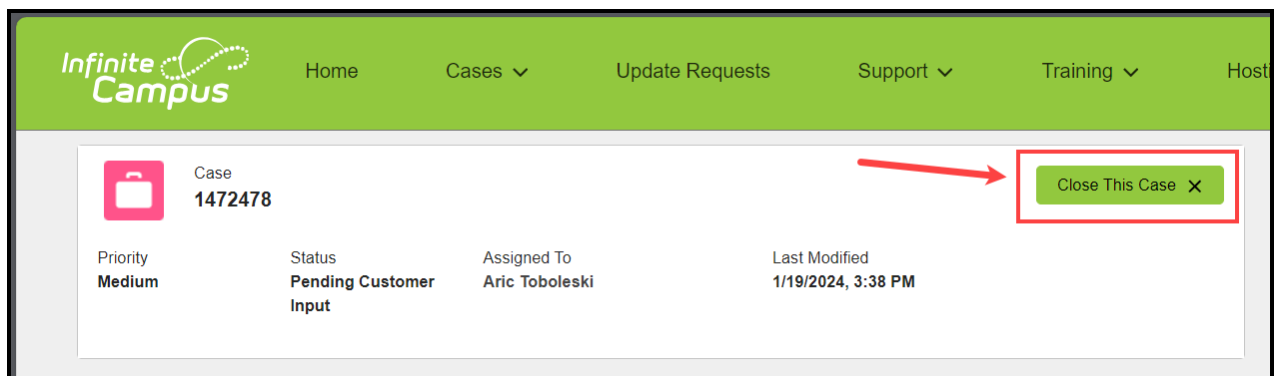 Infinite Campus
Home Cases Update Requests Support Training Hosti
Case
1472478
Close This Case X
Priority Status Assigned To Last Modified
Medium Pending Customer Input Aric Toboleski 1/19/2024, 3:38 PM